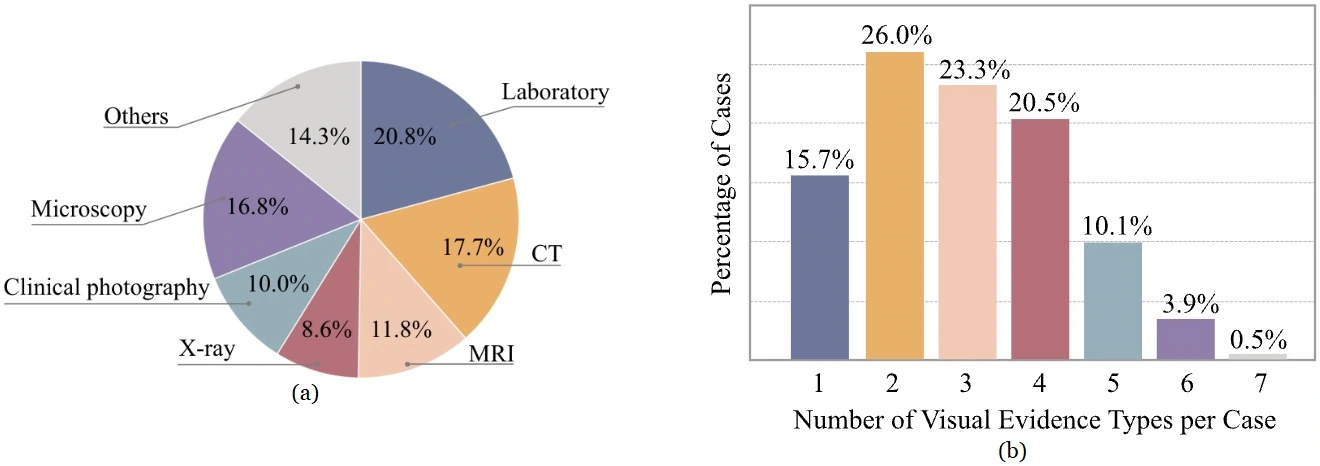 Laboratory
20.8%
CT
17.7%
MRI
11.8%
X-ray
8.6%
Clinical photography
10.0%
Microscopy
16.8%
Others
14.3%
(a)
Percentage of Cases
15.7%
26.0%
23.3%
20.5%
10.1%
3.9%
0.5%
1 2 3 4 5 6 7
Number of Visual Evidence Types per Case
(b)